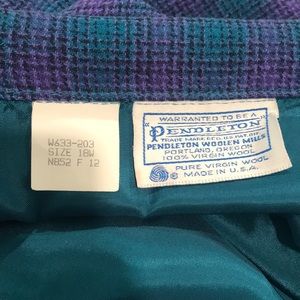 W633-203
SIZE 18W
N852 F 12
WARRANTED TO BE A
"PENDLETON"
TRADE MARK REG. U.S. PAT. OFF.
PENDLETON WOOLEN MILLS
PORTLAND, OREGON
100% VIRGIN WOOL
PURE VIRGIN WOOL
MADE IN U.S.A.